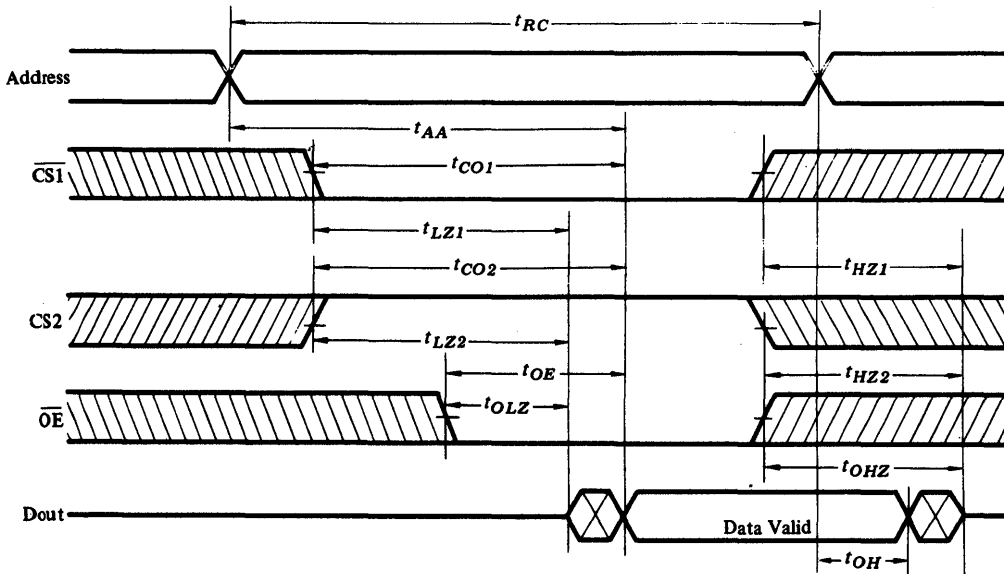 tRC
Address
tAA
CS1
tCO1
tLZ1
tCO2
tHZ1
CS2
tLZ2
tOE
tHZ2
tOLZ
OE
tOHZ
Dout
Data Valid
tOH